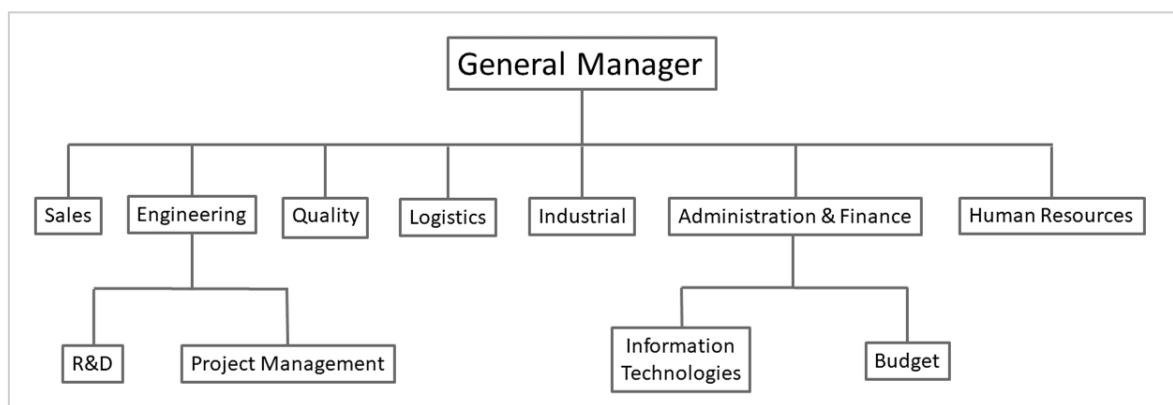 General Manager
Sales
Engineering
Quality
Logistics
Industrial
Administration & Finance
Human Resources
R&D
Project Management
Information
Technologies
Budget